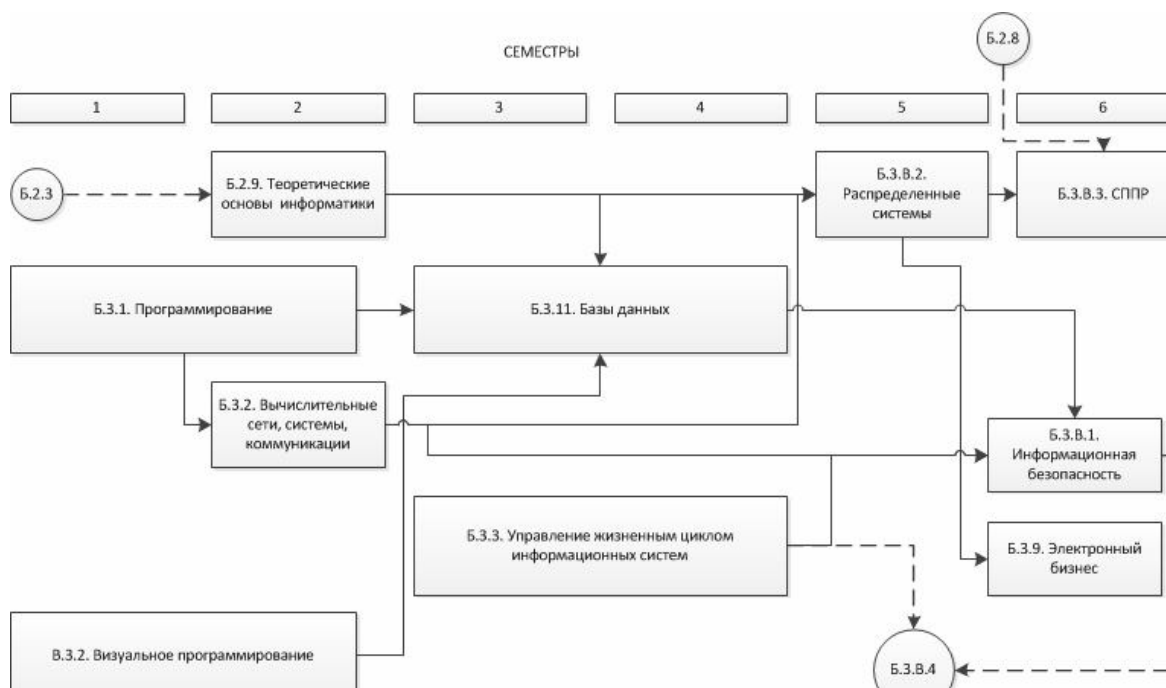 Б.2.8
СЕМЕСТРЫ
1
2
3
4
5
6
Б.2.3
Б.2.9. Теоретические
основы информатики
Б.3.В.2.
Распределенные
системы
Б.3.В.3. СППР
Б.3.1. Программирование
Б.3.11. Базы данных
Б.3.2. Вычислительные
сети, системы,
коммуникации
Б.3.В.1.
Информационная
безопасность
Б.3.3. Управление жизненным циклом
информационных систем
Б.3.9. Электронный
бизнес
В.3.2. Визуальное программирование
Б.3.В.4